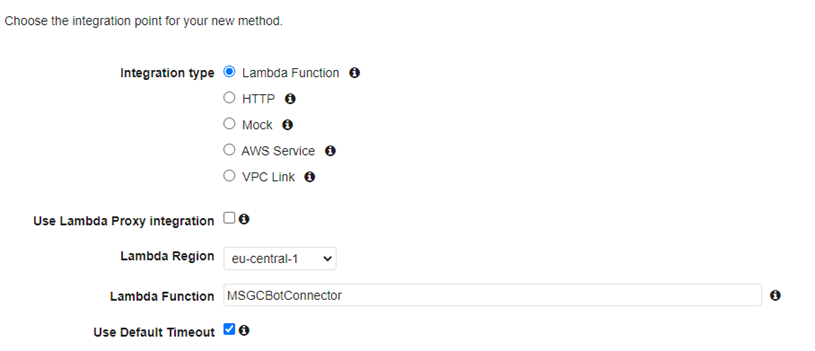 Choose the integration point for your new method.
Integration type Lambda Function
HTTP
Mock
AWS Service
VPC Link
Use Lambda Proxy integration
Lambda Region eu-central-1
Lambda Function MSGCBotConnector
Use Default Timeout